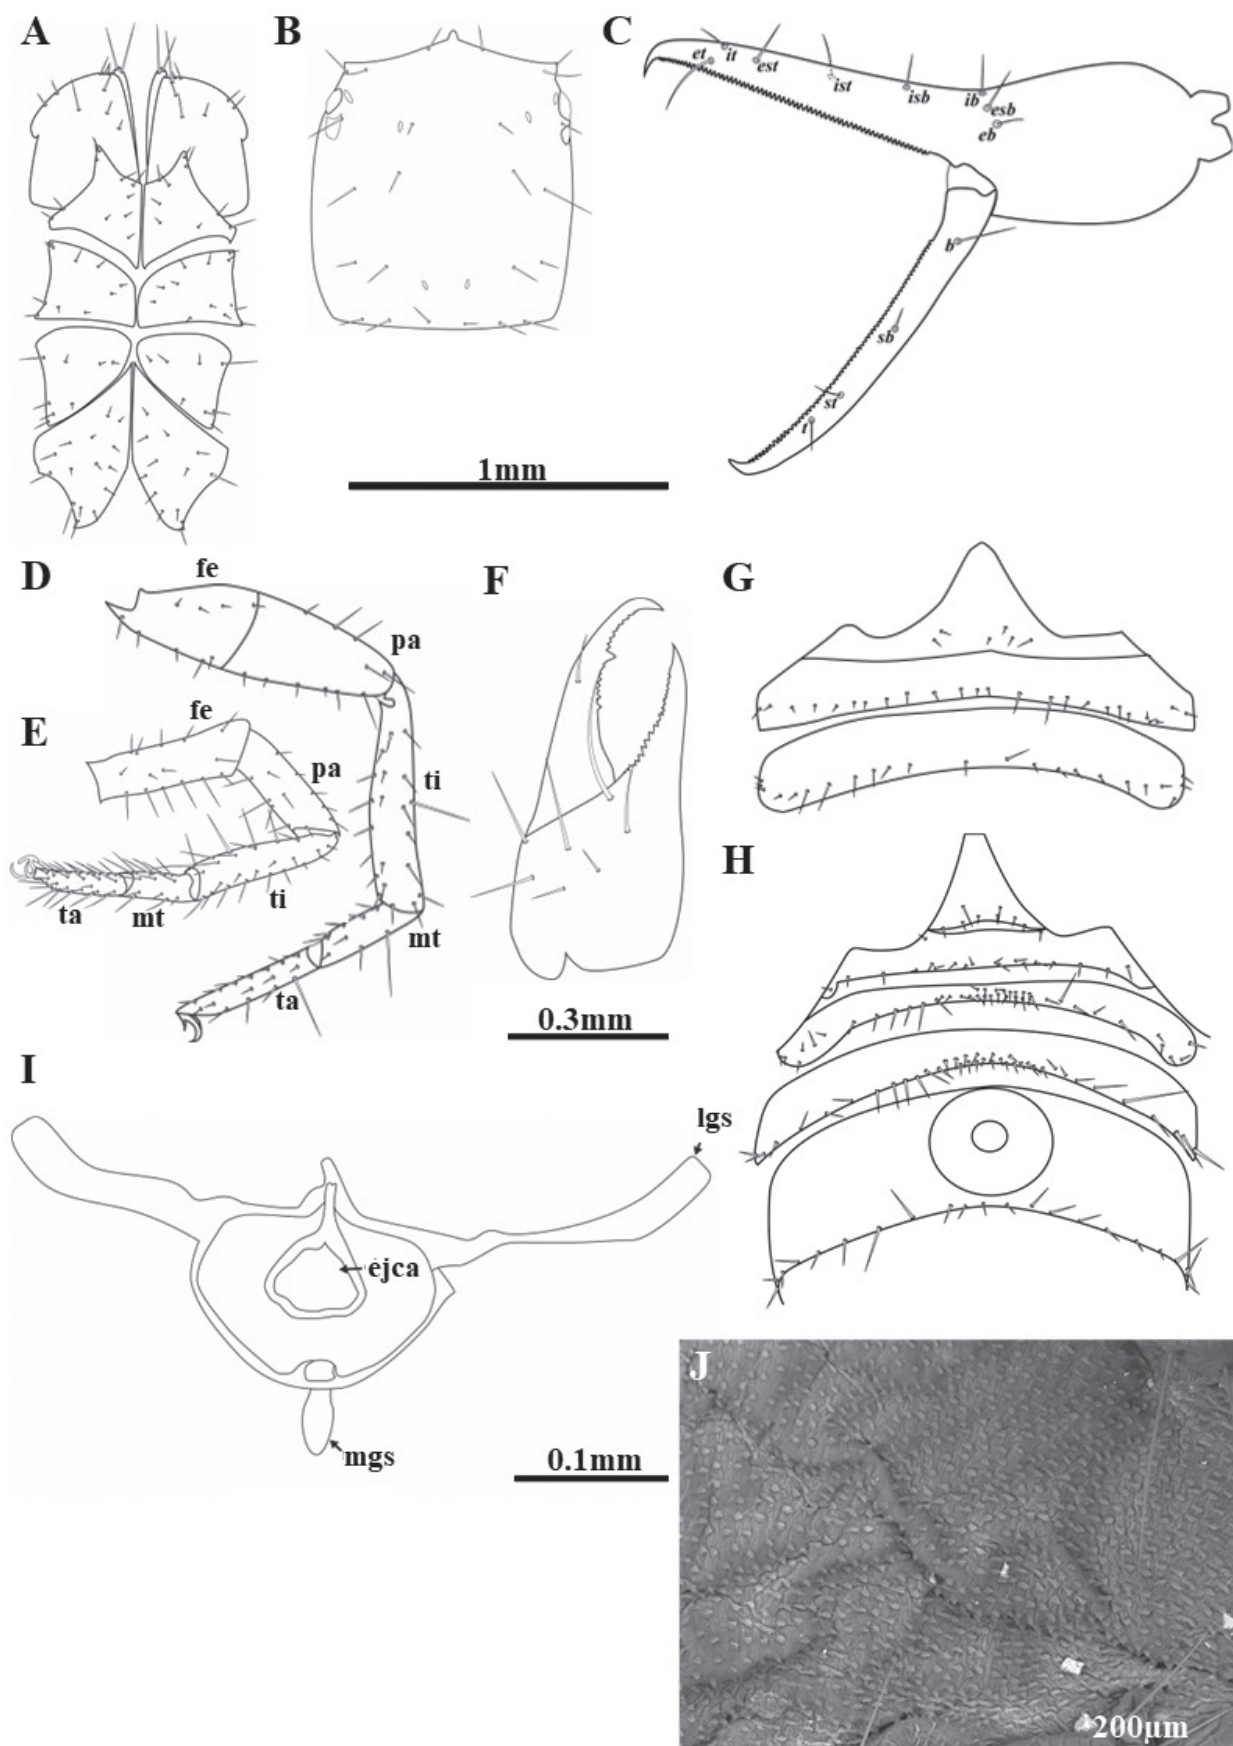 A
B
C
et
it
est
ist
isb
ib
esb
eb
b
sb
st
t
1mm
D
fe
pa
ti
mt
ta
E
fe
pa
ti
mt
ta
F
0.3mm
G
H
I
lgs
ejca
mgs
0.1mm
J
200μm